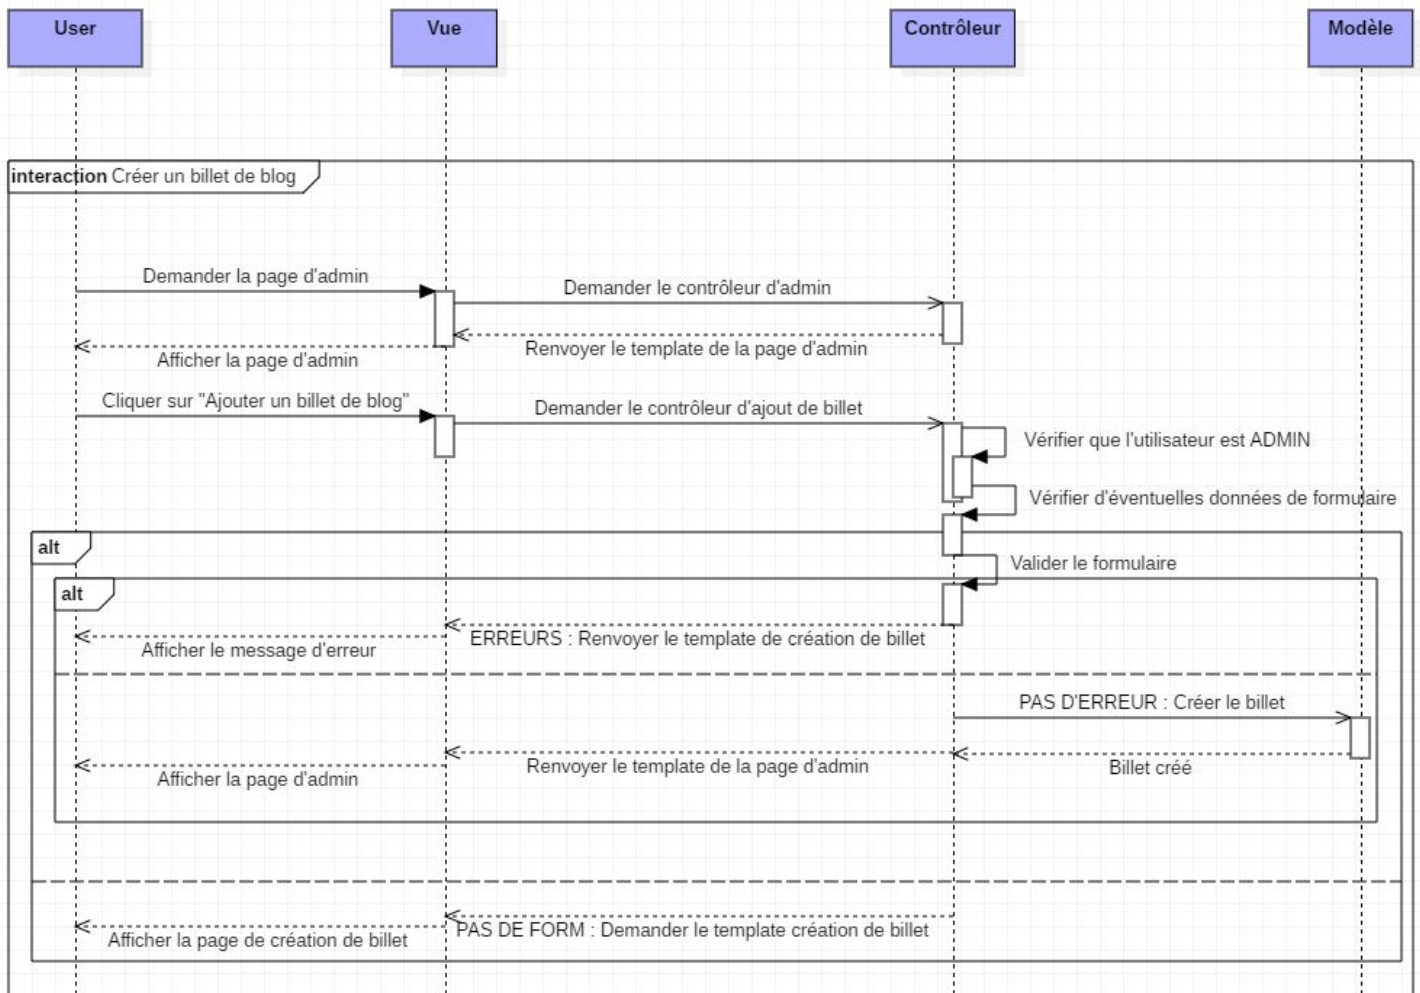 User
Vue
Contrôleur
Modèle
interaction Créer un billet de blog
Demander la page d'admin
Demander le contrôleur d'admin
Renvoyer le template de la page d'admin
Afficher la page d'admin
Cliquer sur "Ajouter un billet de blog"
Demander le contrôleur d'ajout de billet
Vérifier que l'utilisateur est ADMIN
Vérifier d'éventuelles données de formulaire
alt
Valider le formulaire
alt
ERREURS : Renvoyer le template de création de billet
Afficher le message d'erreur
PAS D'ERREUR : Créer le billet
Renvoyer le template de la page d'admin
Billet créé
Afficher la page d'admin
PAS DE FORM : Demander le template création de billet
Afficher la page de création de billet